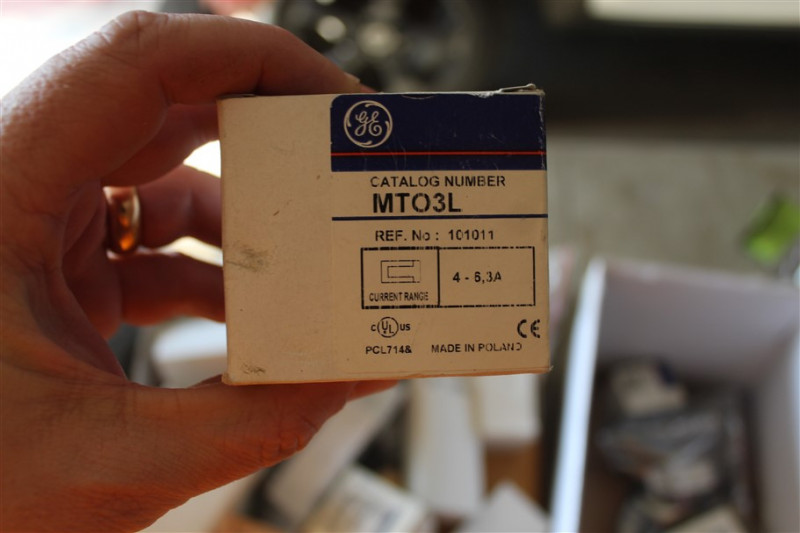 GE
CATALOG NUMBER
MTO3L
REF. No : 101011
4 - 6,3A
CURRENT RANGE
c UL US
CE
PCL714&
MADE IN POLAND